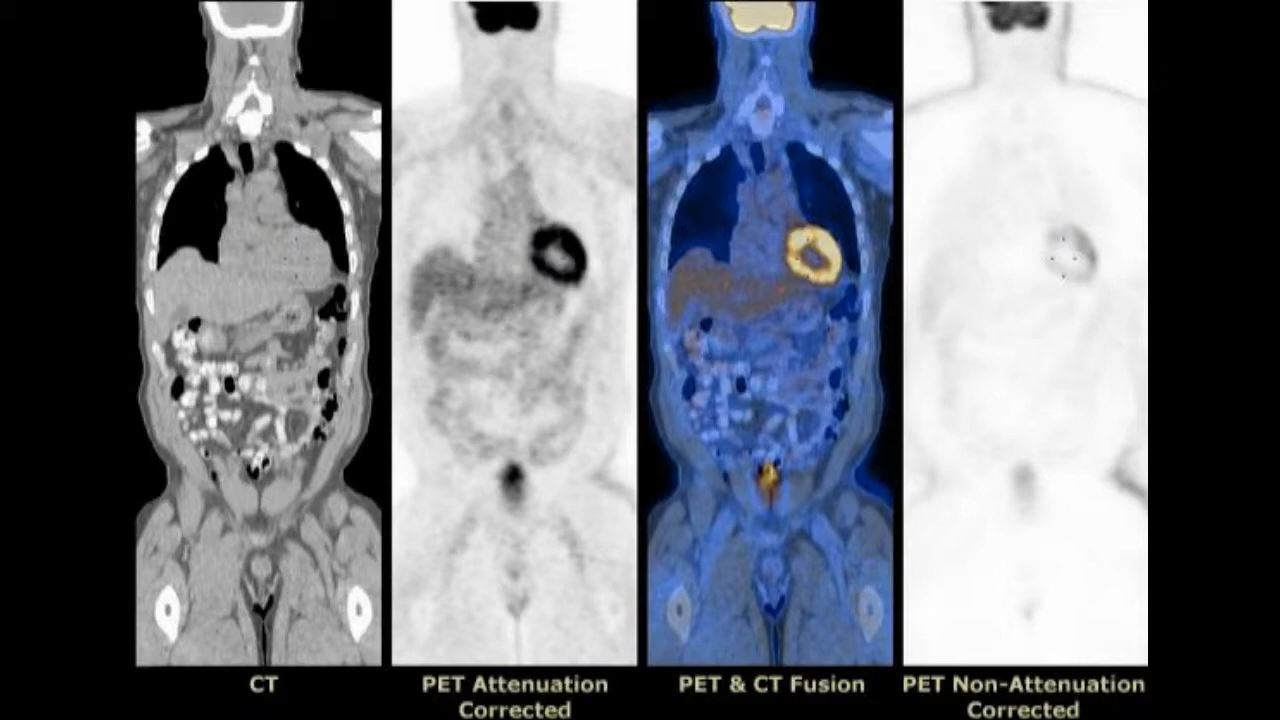 CT
PET Attenuation
Corrected
PET & CT Fusion
PET Non-Attenuation
Corrected